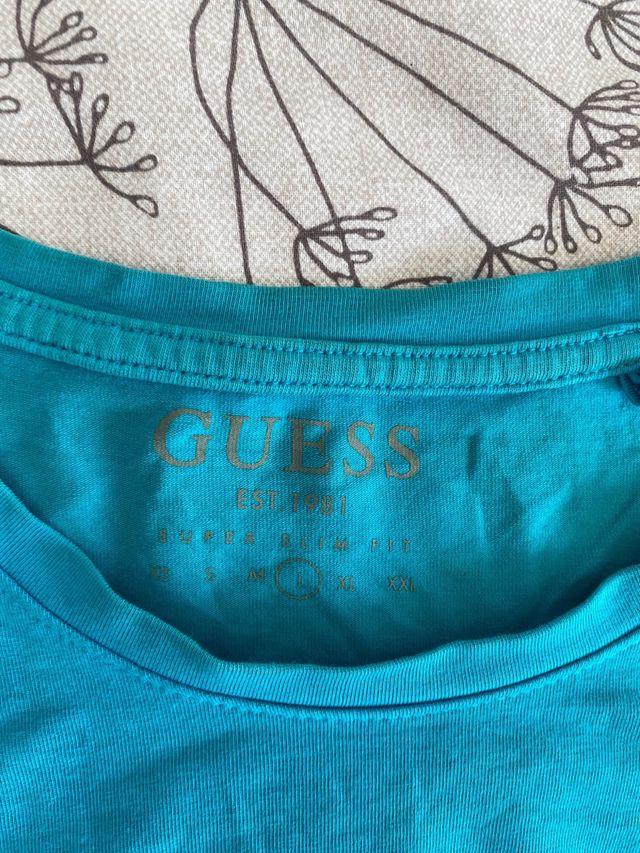 GUESS
EST. 1981
SUPER SLIM FIT
XS S M L XL XXL